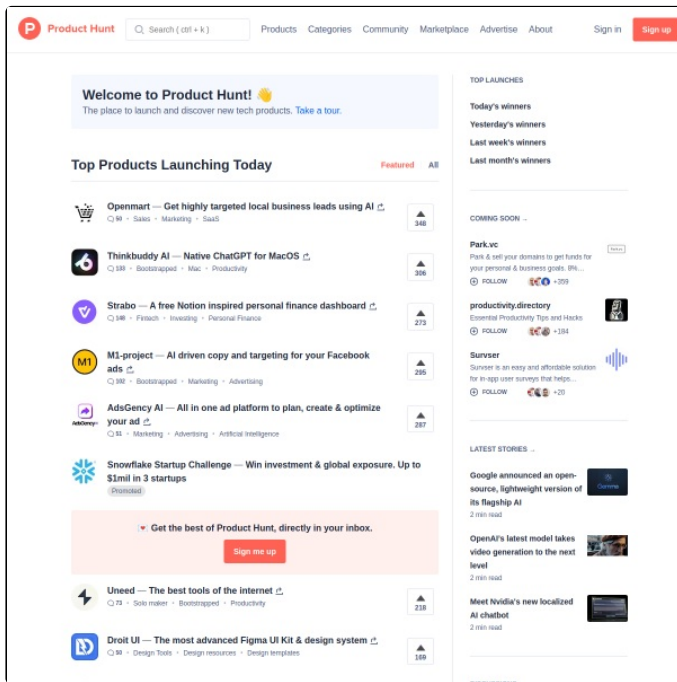 Product Hunt
Search ( ctrl + k )
Products Categories Community Marketplace Advertise About
Sign in
Sign up
Welcome to Product Hunt! 👋
The place to launch and discover new tech products. Take a tour.
Top Products Launching Today
Featured All
Openmart — Get highly targeted local business leads using AI
50 • Sales • Marketing • SaaS
348
Thinkbuddy AI — Native ChatGPT for MacOS
• Bootstrapped • Mac • Productivity
306
Strabo — A free Notion inspired personal finance dashboard
148 • Fintech • Investing • Personal Finance
273
M1
M1-project — AI driven copy and targeting for your Facebook
ads
102 • Bootstrapped • Marketing • Advertising
295
AdsGency AI — All in one ad platform to plan, create & optimize
your ad
51 • Marketing • Advertising • Artificial Intelligence
287
Snowflake Startup Challenge — Win investment & global exposure. Up to
$1mil in 3 startups
Promoted
💌 Get the best of Product Hunt, directly in your inbox.
Sign me up
Uneed — The best tools of the internet
73 • Solo maker • Bootstrapped • Productivity
218
Droit UI — The most advanced Figma UI Kit & design system
50 • Design Tools • Design resources • Design templates
169
TOP LAUNCHES
Today's winners
Yesterday's winners
Last week's winners
Last month's winners
COMING SOON →
Park.vc
Park & sell your domains to get funds for
your personal & business goals. 8%...
FOLLOW
+359
productivity.directory
Essential Productivity Tips and Hacks
FOLLOW
+184
Survser
Survser is an easy and affordable solution
for in-app user surveys that helps...
FOLLOW
+20
LATEST STORIES →
Google announced an open-
source, lightweight version of
its flagship AI
2 min read
Gemma
OpenAI's latest model takes
video generation to the next
level
2 min read
Meet Nvidia's new localized
AI chatbot
2 min read